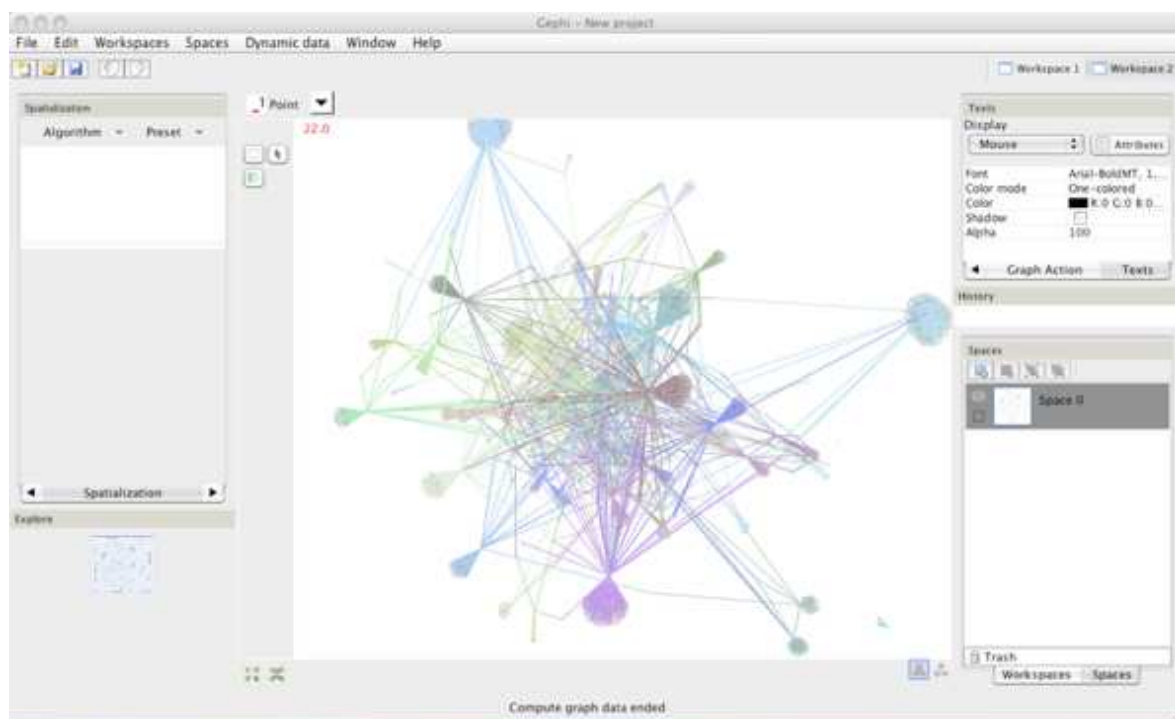 Gephi - New project
File Edit Workspaces Spaces Dynamic data Window Help
Workspace 1 Workspace 2
Spatialization
Algorithm Preset
Spatialization
Explore
1 Point
22.0
Texts
Display
Mouse Attributes
Font Arial-BoldMT, 1...
Color mode One-colored
Color R:0 G:0 B:0...
Shadow
Alpha 100
Graph Action Texts
History
Spaces
Space 0
Trash
Workspaces Spaces
Compute graph data ended